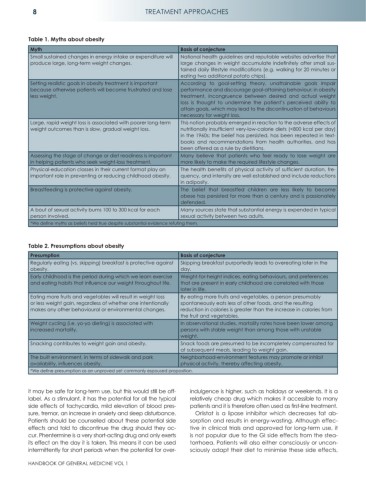 8
TREATMENT APPROACHES
Table 1. Myths about obesity
Myth
Basis of conjecture
Small sustained changes in energy intake or expenditure will
produce large, long-term weight changes.
National health guidelines and reputable websites advertise that
large changes in weight accumulate indefinitely after small sus-
tained daily lifestyle modifications (e.g. walking for 20 minutes or
eating two additional potato chips)
Setting realistic goals in obesity treatment is important
because otherwise patients will become frustrated and lose
less weight.
According to goal-setting theory, unattainable goals impair
performance and discourage goal-attaining behaviour. In obesity
treatment, incongruence between desired and actual weight
loss is thought to undermine the patient's perceived ability to
attain goals, which may lead to the discontinuation of behaviours
necessary for weight loss.
Large, rapid weight loss is associated with poorer long-term
weight outcomes than is slow, gradual weight loss.
This notion probably emerged in reaction to the adverse effects of
nutritionally insufficient very-low-calorie diets (<800 kcal per day)
in the 1960s; the belief has persisted, has been repeated in text-
books and recommendations from health authorities, and has
been offered as a rule by dietitians.
Assessing the stage of change or diet readiness is important
in helping patients who seek weight-loss treatment.
Many believe that patients who feel ready to lose weight are
more likely to make the required lifestyle changes.
Physical education classes in their current format play an
important role in preventing or reducing childhood obesity.
The health benefits of physical activity of sufficient duration, fre-
quency, and intensity are well established and include reductions
in adiposity.
Breastfeeding is protective against obesity.
The belief that breastfed children are less likely to become
obese has persisted for more than a century and is passionately
defended.
A bout of sexual activity burns 100 to 300 kcal for each
person involved.
Many sources state that substantial energy is expended in typical
sexual activity between two adults.
*We define myths as beliefs held true despite substantial evidence refuting them.
Table 2. Presumptions about obesity
Presumption
Basis of conjecture
Regularly eating (vs. skipping) breakfast is protective against
obesity.
Skipping breakfast purportedly leads to overeating later in the
day.
Early childhood is the period during which we learn exercise
and eating habits that influence our weight throughout life.
Weight-for-height indices, eating behaviours, and preferences
that are present in early childhood are correlated with those
later in life.
Eating more fruits and vegetables will result in weight loss
or less weight gain, regardless of whether one intentionally
makes any other behavioural or environmental changes.
By eating more fruits and vegetables, a person presumably
spontaneously eats less of other foods, and the resulting
reduction in calories is greater than the increase in calories from
the fruit and vegetables.
Weight cycling (i.e. yo-yo dieting) is associated with
increased mortality.
In observational studies, mortality rates have been lower among
persons with stable weight than among those with unstable
weight.
Snacking contributes to weight gain and obesity.
Snack foods are presumed to be incompletely compensated for
at subsequent meals, leading to weight gain.
The built environment, in terms of sidewalk and park
availability, influences obesity.
Neighborhood-environment features may promote or inhibit
physical activity, thereby affecting obesity.
*We define presumption as an unproved yet commonly espoused proposition.
it may be safe for long-term use, but this would still be off-
label. As a stimulant, it has the potential for all the typical
side effects of tachycardia, mild elevation of blood pres-
sure, tremor, an increase in anxiety and sleep disturbance.
Patients should be counselled about these potential side
effects and told to discontinue the drug should they oc-
cur. Phentermine is a very short-acting drug and only exerts
its effect on the day it is taken. This means it can be used
intermittently for short periods when the potential for over-
indulgence is higher, such as holidays or weekends. It is a
relatively cheap drug which makes it accessible to many
patients and it is therefore often used as first-line treatment.
Orlistat is a lipase inhibitor which decreases fat ab-
sorption and results in energy-wasting. Although effec-
tive in clinical trials and approved for long-term use, it
is not popular due to the GI side effects from the stea-
torrhoea. Patients will also either consciously or uncon-
sciously adapt their diet to minimise these side effects,
HANDBOOK OF GENERAL MEDICINE VOL 1